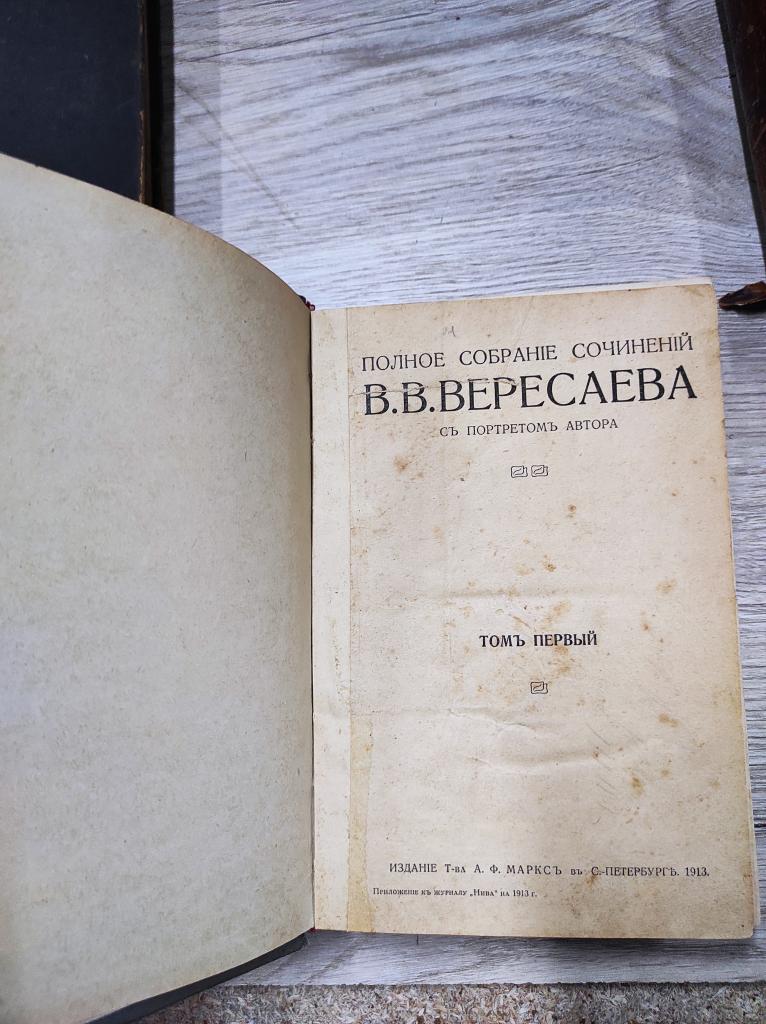 ПОЛНОЕ СОБРАНІЕ СОЧИНЕНІЙ
В.В.ВЕРЕСАЕВА
СЪ ПОРТРЕТОМЪ АВТОРА
ТОМЪ ПЕРВЫЙ
ИЗДАНІЕ Т-ва А. Ф. МАРКСЪ въ С.-ПЕТЕРБУРГѢ. 1913.
Приложеніе къ журналу „Нива" на 1913 г.